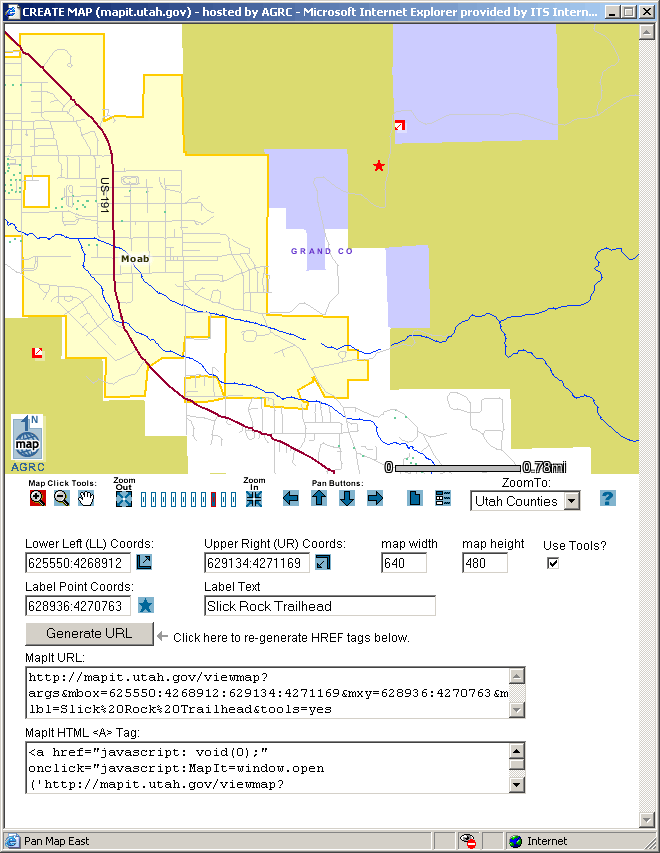 CREATE MAP (mapit.utah.gov) - hosted by AGRC - Microsoft Internet Explorer provided by ITS Intern...
US-191
GRAND CO
Moab
1 N
map
AGRC
0 0.78mi
Map Click Tools: Zoom Out Zoom In Pan Buttons: ZoomTo:
Utah Counties ?
Lower Left (LL) Coords: Upper Right (UR) Coords: map width map height Use Tools?
625550:4268912 629134:4271169 640 480
Label Point Coords: Label Text
628936:4270763 Slick Rock Trailhead
Generate URL Click here to re-generate HREF tags below.
MapIt URL:
http://mapit.utah.gov/viewmap?
args&mbox=625550:4268912:629134:4271169&mxy=628936:4270763&m
lbl=Slick%20Rock%20Trailhead&tools=yes
MapIt HTML <A> Tag:
<a href="javascript: void(0);"
onclick="javascript:MapIt=window.open
('http://mapit.utah.gov/viewmap?
Pan Map East Internet